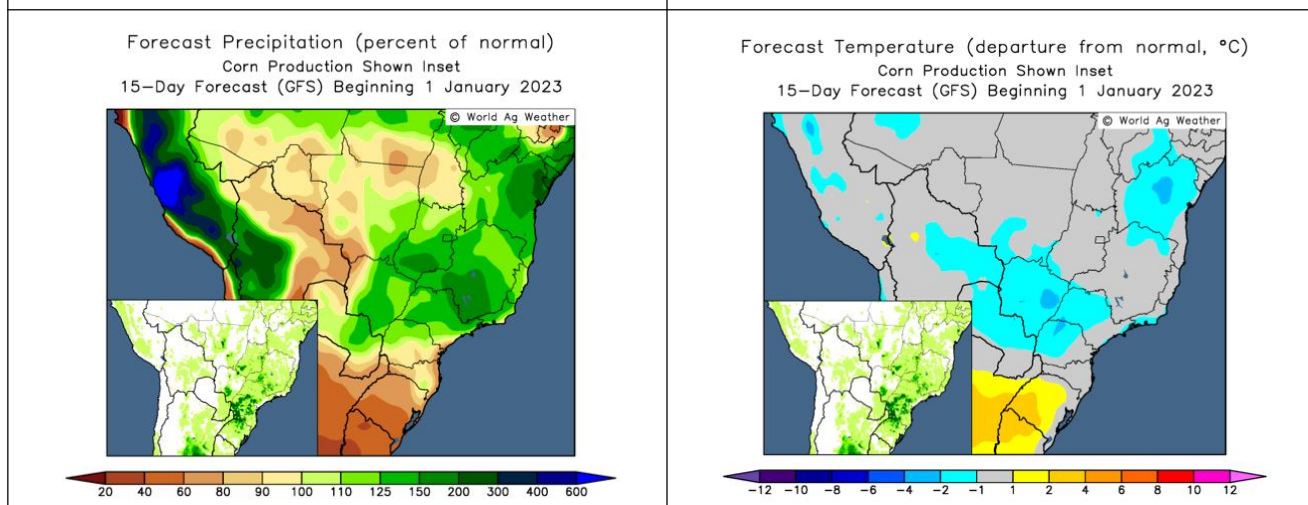 Forecast Precipitation (percent of normal)
Corn Production Shown Inset
15-Day Forecast (GFS) Beginning 1 January 2023
© World Ag Weather
20 40 60 80 90 100 110 125 150 200 300 400 600
Forecast Temperature (departure from normal, °C)
Corn Production Shown Inset
15-Day Forecast (GFS) Beginning 1 January 2023
© World Ag Weather
-12 -10 -8 -6 -4 -2 -1 1 2 4 6 8 10 12